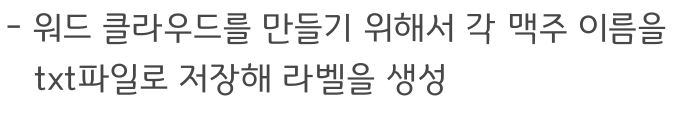 - 워드 클라우드를 만들기 위해서 각 맥주 이름을
txt파일로 저장해 라벨을 생성